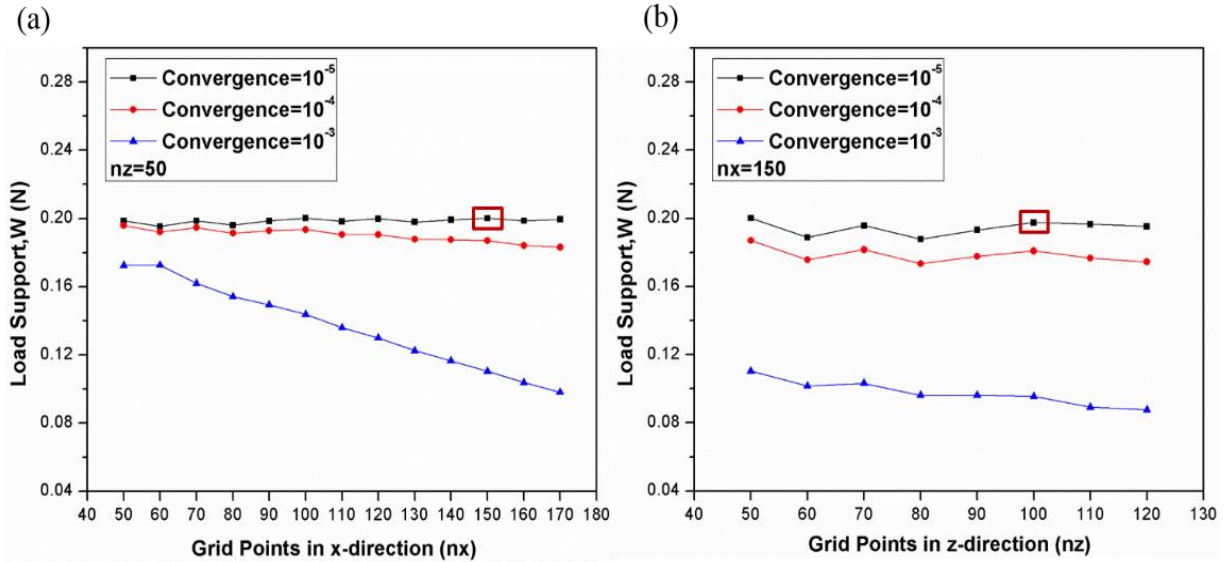 (a)
Convergence=10⁻⁵
Convergence=10⁻⁴
Convergence=10⁻³
nz=50
Load Support,W (N)
0.28
0.24
0.20
0.16
0.12
0.08
0.04
40 50 60 70 80 90 100 110 120 130 140 150 160 170 180
Grid Points in x-direction (nx)
(b)
Convergence=10⁻⁵
Convergence=10⁻⁴
Convergence=10⁻³
nx=150
Load Support,W (N)
0.28
0.24
0.20
0.16
0.12
0.08
0.04
40 50 60 70 80 90 100 110 120 130
Grid Points in z-direction (nz)